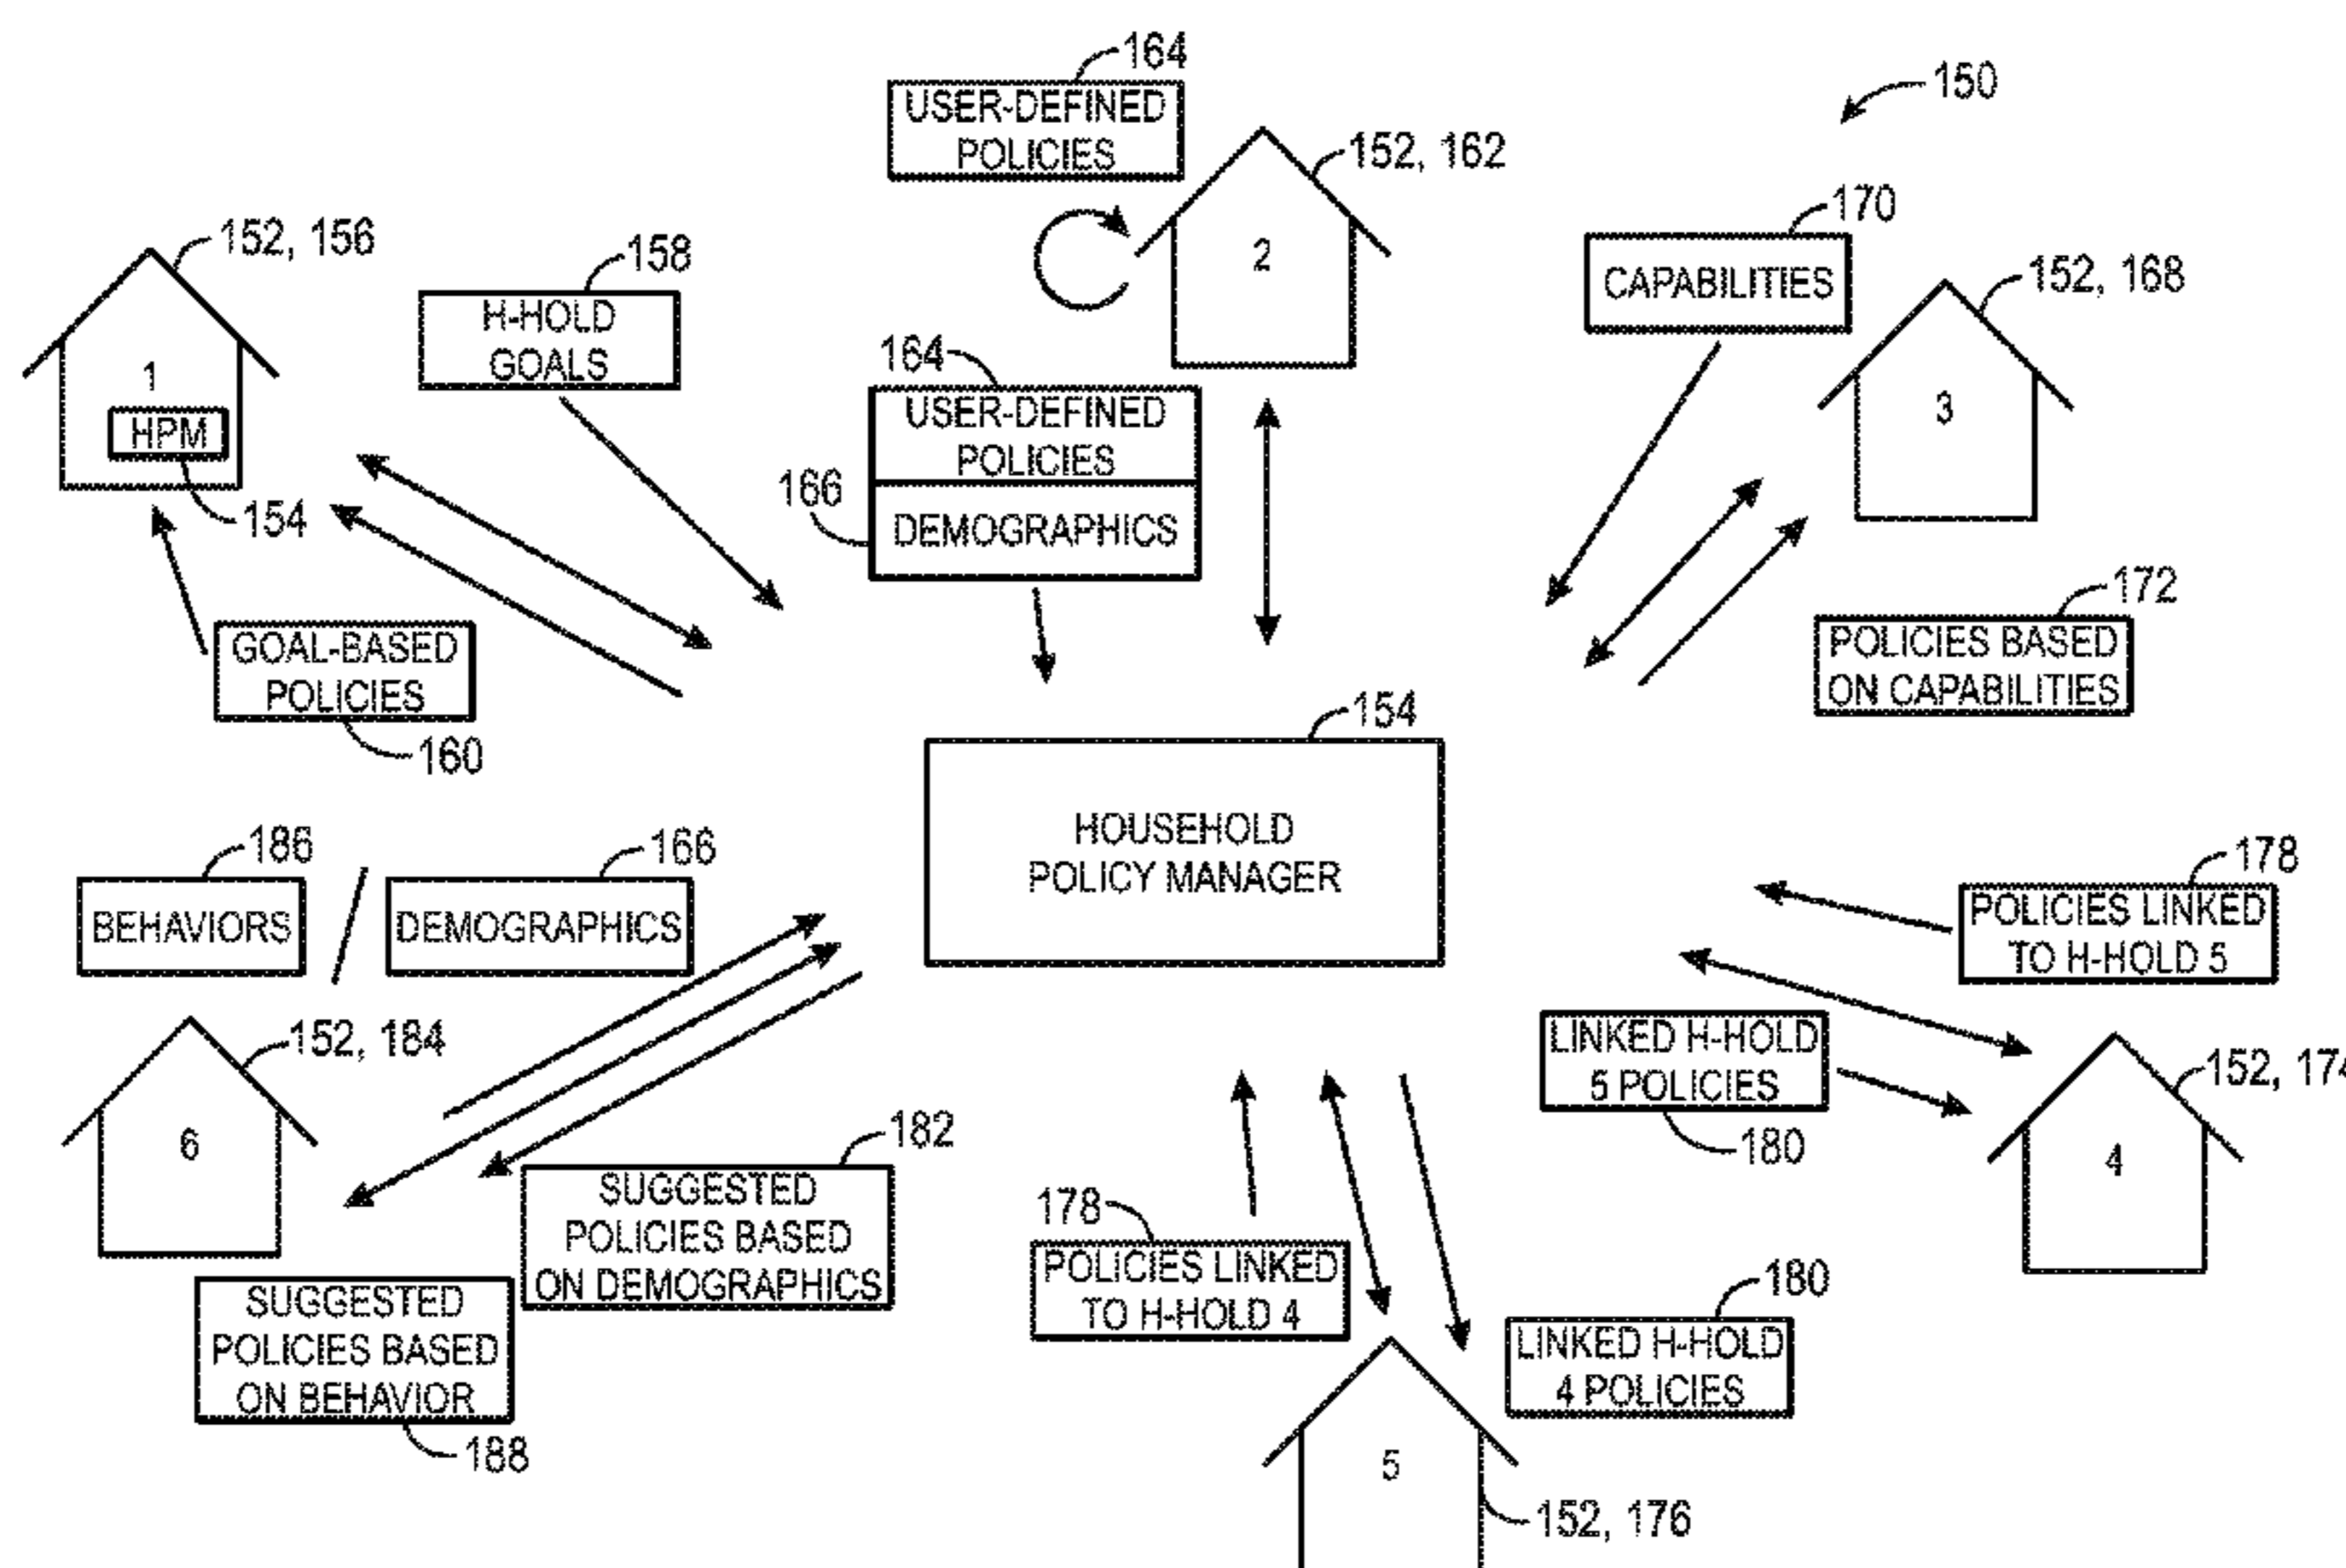 164
USER-DEFINED
POLICIES
150
152, 162
2
170
CAPABILITIES
152, 168
3
152, 156
1
HPM
154
158
H-HOLD
GOALS
164
USER-DEFINED
POLICIES
166
DEMOGRAPHICS
GOAL-BASED
POLICIES
160
172
POLICIES BASED
ON CAPABILITIES
154
HOUSEHOLD
POLICY MANAGER
186
BEHAVIORS
/
166
DEMOGRAPHICS
178
POLICIES LINKED
TO H-HOLD 5
152, 184
6
LINKED H-HOLD
5 POLICIES
180
152, 174
4
182
SUGGESTED
POLICIES BASED
ON DEMOGRAPHICS
SUGGESTED
POLICIES BASED
ON BEHAVIOR
188
178
POLICIES LINKED
TO H-HOLD 4
180
LINKED H-HOLD
4 POLICIES
5
152, 176